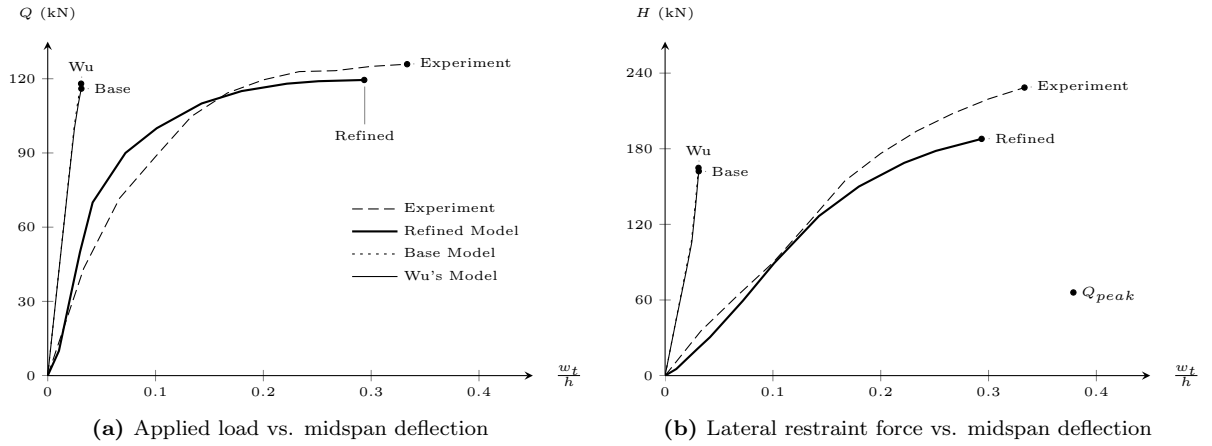 Q (kN)
120
90
60
30
0
0
0.1
0.2
0.3
0.4
w_t/h
Wu
Base
Experiment
Refined
Experiment
Refined Model
Base Model
Wu's Model
(a) Applied load vs. midspan deflection
H (kN)
240
180
120
60
0
0
0.1
0.2
0.3
0.4
w_t/h
Wu
Base
Experiment
Refined
Q_peak
(b) Lateral restraint force vs. midspan deflection